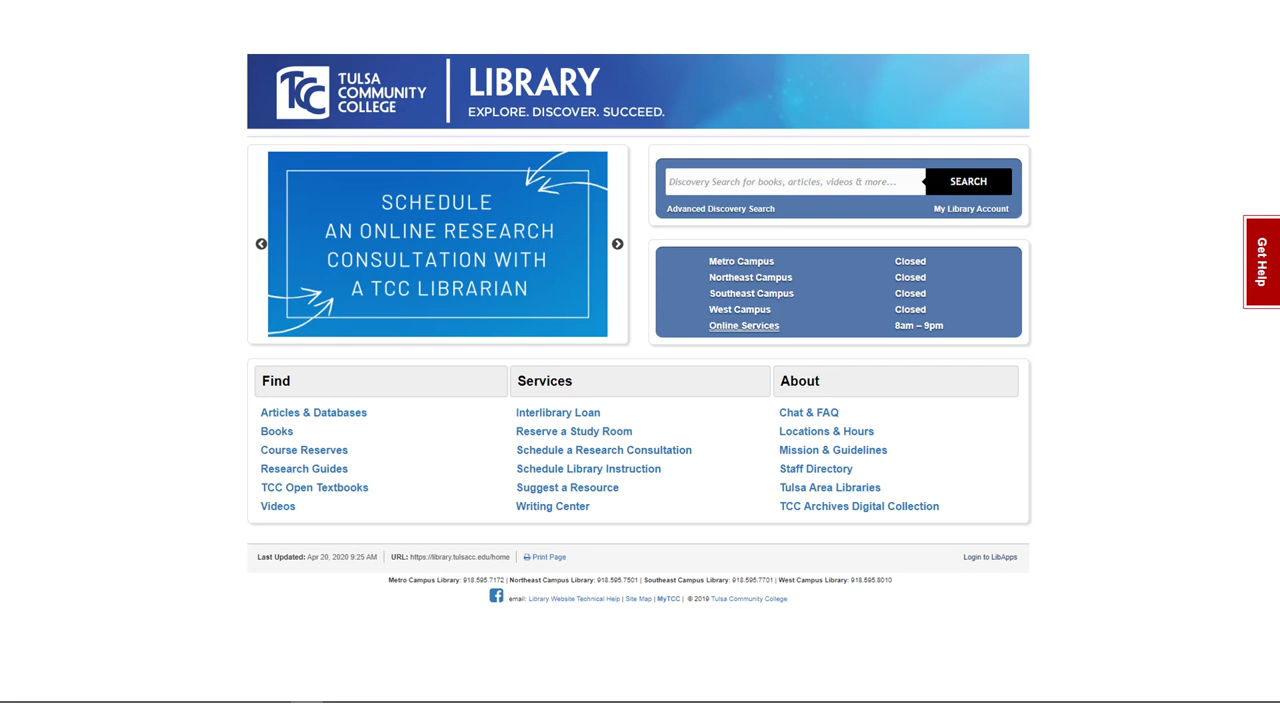 TCC TULSA COMMUNITY COLLEGE
LIBRARY
EXPLORE. DISCOVER. SUCCEED.
SCHEDULE
AN ONLINE RESEARCH
CONSULTATION WITH
A TCC LIBRARIAN
Discovery Search for books, articles, videos & more...
SEARCH
Advanced Discovery Search
My Library Account
Metro Campus Closed
Northeast Campus Closed
Southeast Campus Closed
West Campus Closed
Online Services 8am – 9pm
Get Help
Find
Articles & Databases
Books
Course Reserves
Research Guides
TCC Open Textbooks
Videos
Services
Interlibrary Loan
Reserve a Study Room
Schedule a Research Consultation
Schedule Library Instruction
Suggest a Resource
Writing Center
About
Chat & FAQ
Locations & Hours
Mission & Guidelines
Staff Directory
Tulsa Area Libraries
TCC Archives Digital Collection
Last Updated: Apr 20, 2020 9:25 AM URL: https://library.tulsacc.edu/home Print Page Login to LibApps
Metro Campus Library: 918.595.7172 | Northeast Campus Library: 918.595.7501 | Southeast Campus Library: 918.595.7701 | West Campus Library: 918.595.8010
email: Library Website Technical Help | Site Map | MyTCC | © 2019 Tulsa Community College